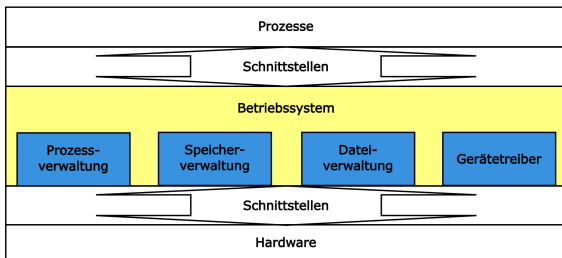 Prozesse
Schnittstellen
Betriebssystem
Prozess-
verwaltung
Speicher-
verwaltung
Datei-
verwaltung
Gerätetreiber
Schnittstellen
Hardware